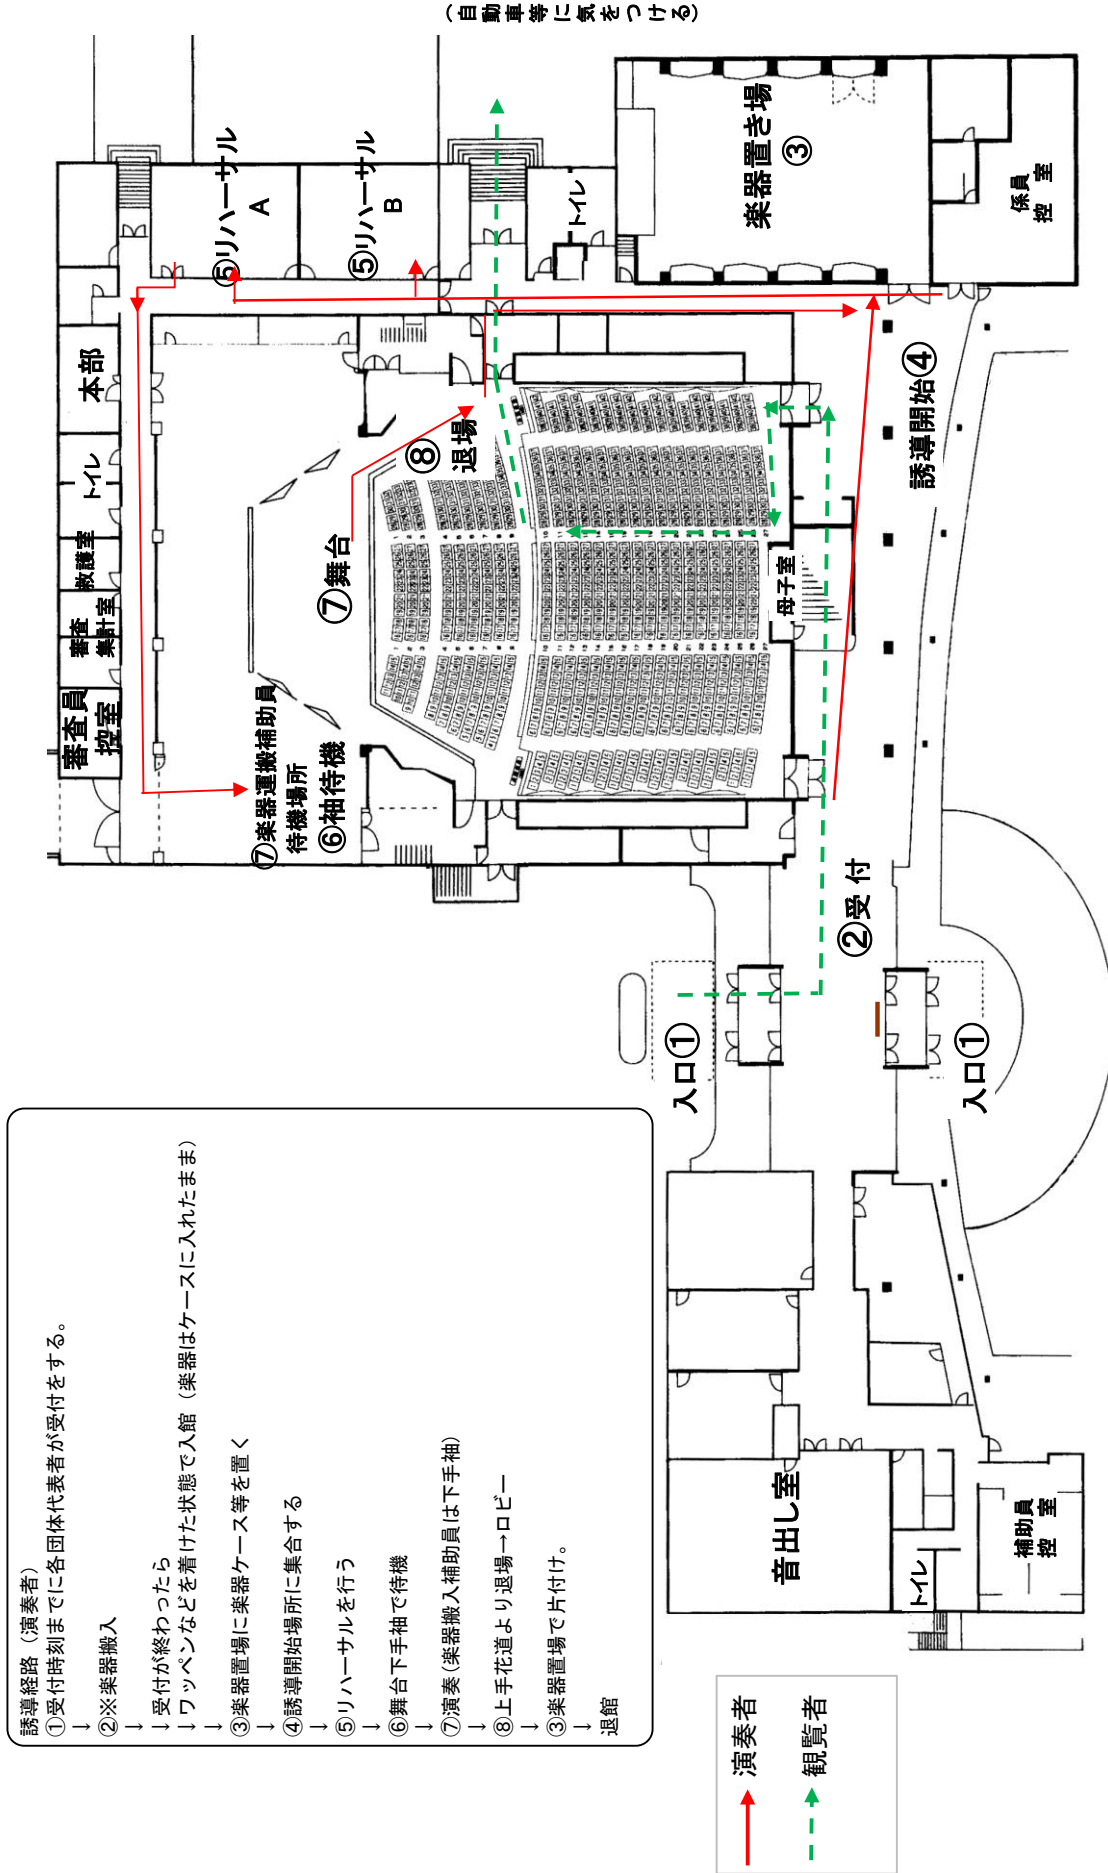 誘導経路（演奏者）
①受付時刻までに各団体代表者が受付をする。
↓
②※楽器搬入
↓
↓ 受付が終わったら
↓ ワッペンなどを着けた状態で入館（楽器はケースに入れたまま）
↓
③楽器置場に楽器ケース等を置く
↓
④誘導開始場所に集合する
↓
⑤リハーサルを行う
↓
⑥舞台下手袖で待機
↓
⑦演奏（楽器搬入補助員は下手袖）
↓
⑧上手花道より退場→ロビー
↓
③楽器置場で片付け。
↓
退館
演奏者
観覧者
審査員
控室
審査
集計室
救護室
トイレ
本部
⑤リハーサル
A
⑤リハーサル
B
トイレ
楽器置き場
③
係員
控 室
（自動車等に気をつける）
⑦楽器運搬補助員
待機場所
⑥袖待機
⑦舞台
⑧
退場
母子室
誘導開始④
②受付
入口①
入口①
音出し室
トイレ
補助員
控 室